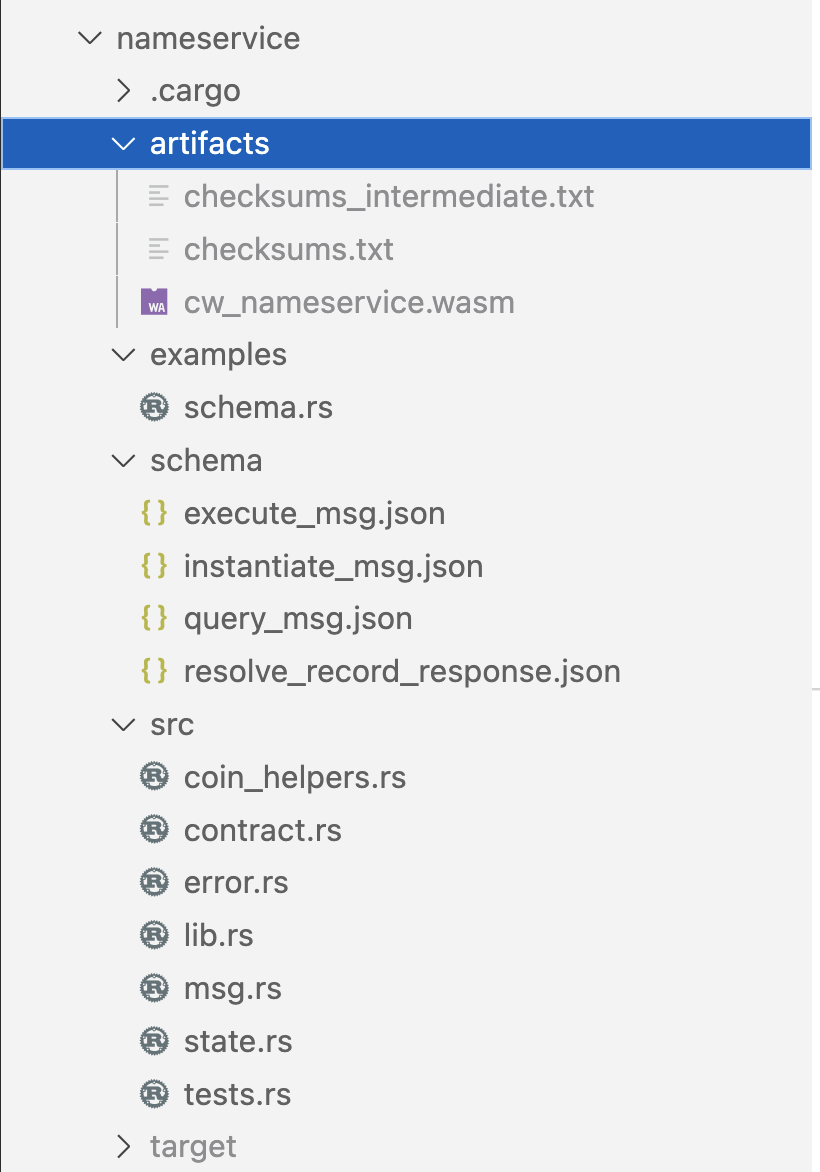 nameservice
.cargo
artifacts
checksums_intermediate.txt
checksums.txt
WA cw_nameservice.wasm
examples
schema.rs
schema
{} execute_msg.json
{} instantiate_msg.json
{} query_msg.json
{} resolve_record_response.json
src
coin_helpers.rs
contract.rs
error.rs
lib.rs
msg.rs
state.rs
tests.rs
target